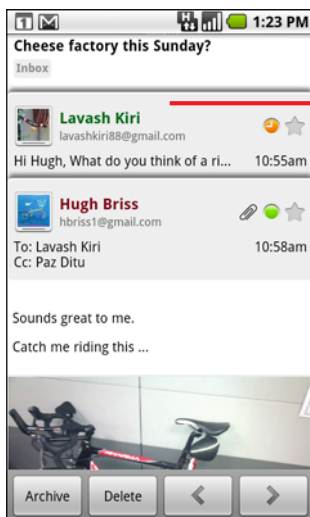 1 H 1:23 PM
Cheese factory this Sunday?
Inbox
Lavash Kiri
lavashkiri88@gmail.com
Hi Hugh, What do you think of a ri... 10:55am
Hugh Briss
hbriss1@gmail.com
To: Lavash Kiri 10:58am
Cc: Paz Ditu
Sounds great to me.
Catch me riding this ...
Archive Delete